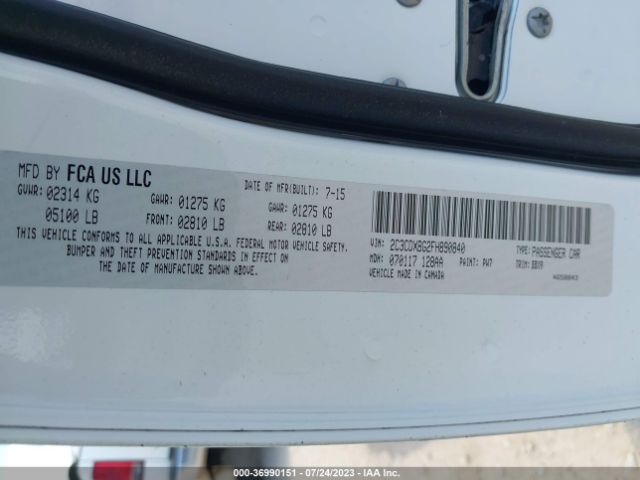 MFD BY FCA US LLC
DATE OF MFR(BUILT): 7-15
GVWR: 02314 KG
GAWR: 01275 KG
GAWR: 01275 KG
05100 LB
FRONT: 02810 LB
REAR: 02810 LB
THIS VEHICLE CONFORMS TO ALL APPLICABLE U.S.A. FEDERAL MOTOR VEHICLE SAFETY,
BUMPER AND THEFT PREVENTION STANDARDS IN EFFECT ON
THE DATE OF MANUFACTURE SHOWN ABOVE.
VIN: 2C3CDXBG2FH890840
TYPE: PASSENGER CAR
MDH: 070117 128AA
PAINT: PW7
TRIM:
VEHICLE MADE IN CANADA
000-36990151 - 07/24/2023 - IAA Inc.